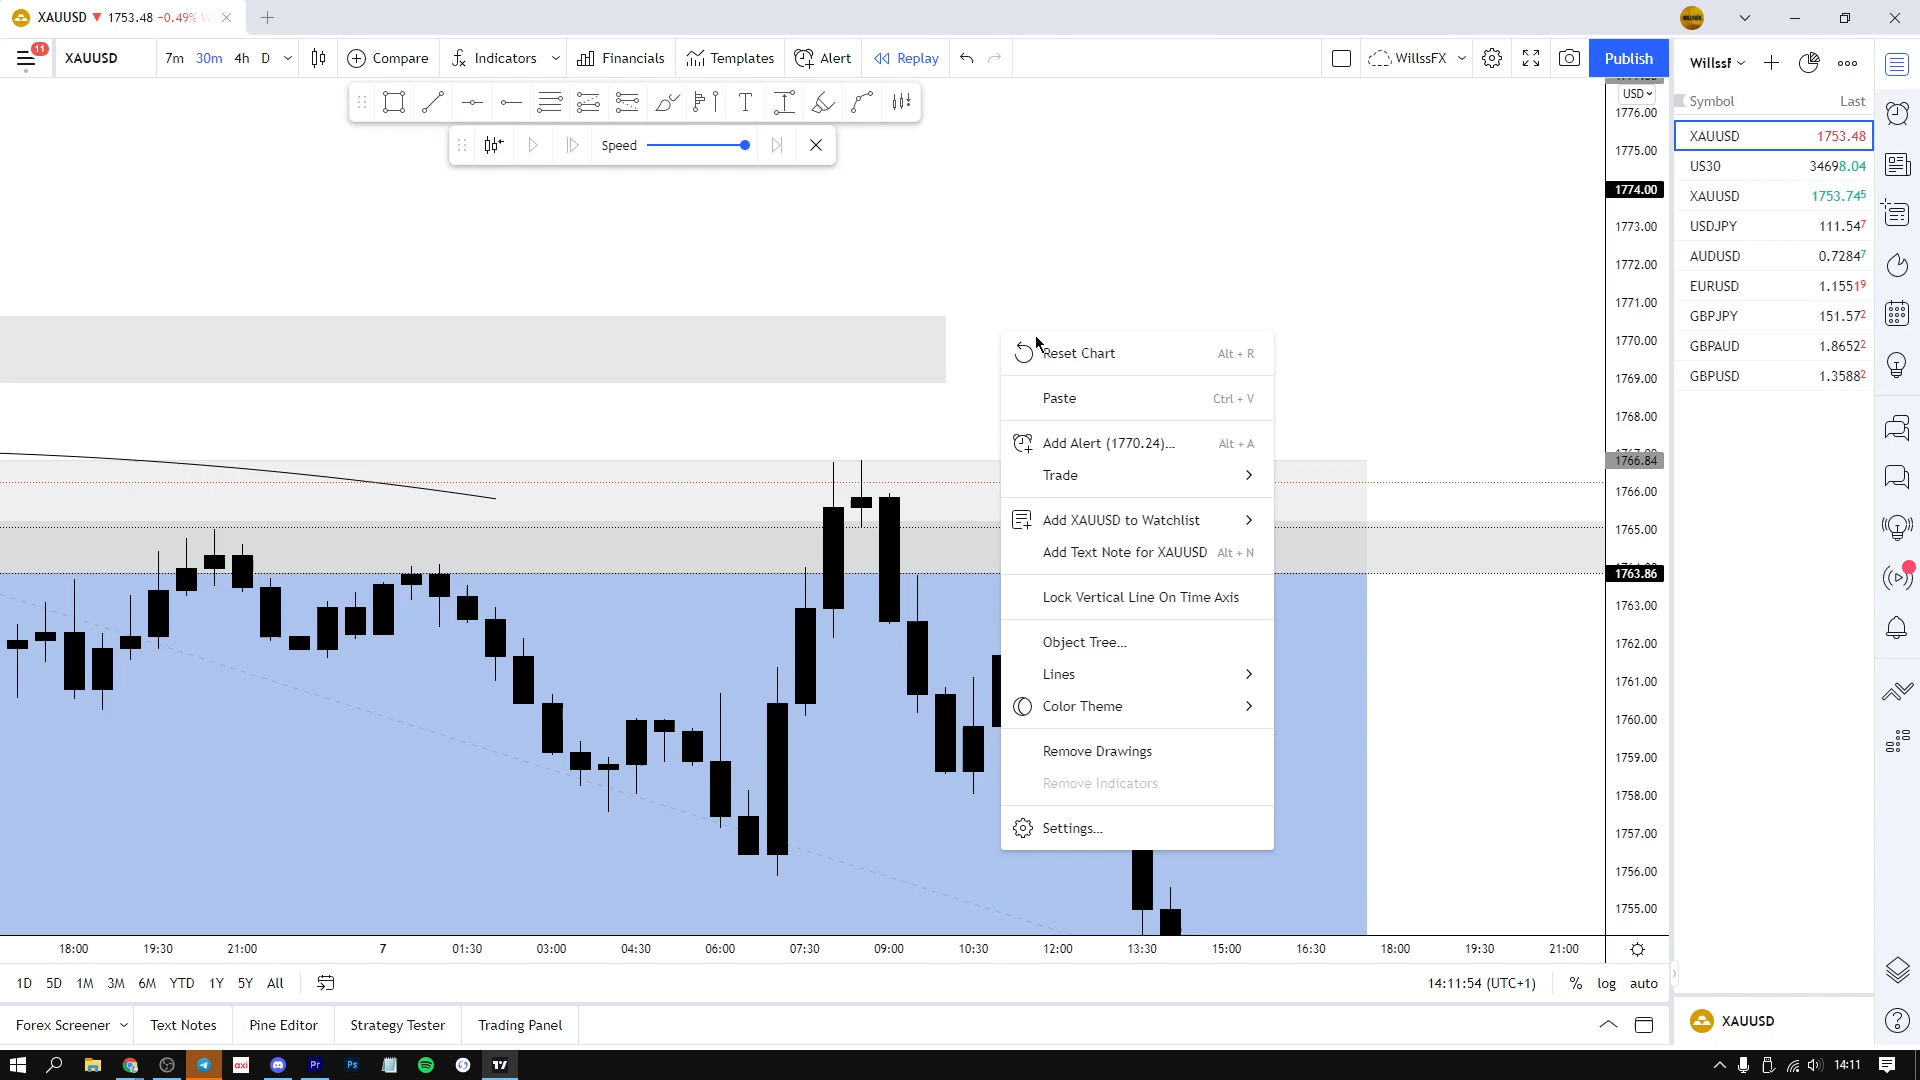 XAUUSD ▼ 1753.48 −0.49%
11
XAUUSD
7m 30m 4h D
Compare
Indicators
Financials
Templates
Alert
Replay
WillssFX
Publish
Willssf
Speed
USD
Symbol Last
XAUUSD 1753.48
US30 34698.04
XAUUSD 1753.745
USDJPY 111.547
AUDUSD 0.72847
EURUSD 1.15519
GBPJPY 151.572
GBPAUD 1.86522
GBPUSD 1.35882
1776.00
1775.00
1774.00
1773.00
1772.00
1771.00
1770.00
1769.00
1768.00
1766.84
1766.00
1765.00
1763.86
1763.00
1762.00
1761.00
1760.00
1759.00
1758.00
1757.00
1756.00
1755.00
Reset Chart Alt + R
Paste Ctrl + V
Add Alert (1770.24)... Alt + A
Trade
Add XAUUSD to Watchlist
Add Text Note for XAUUSD Alt + N
Lock Vertical Line On Time Axis
Object Tree...
Lines
Color Theme
Remove Drawings
Remove Indicators
Settings...
18:00 19:30 21:00 7 01:30 03:00 04:30 06:00 07:30 09:00 10:30 12:00 13:30 15:00 16:30 18:00 19:30 21:00
1D 5D 1M 3M 6M YTD 1Y 5Y All
14:11:54 (UTC+1) % log auto
Forex Screener Text Notes Pine Editor Strategy Tester Trading Panel
XAUUSD
axi
Pr
Ps
14:11